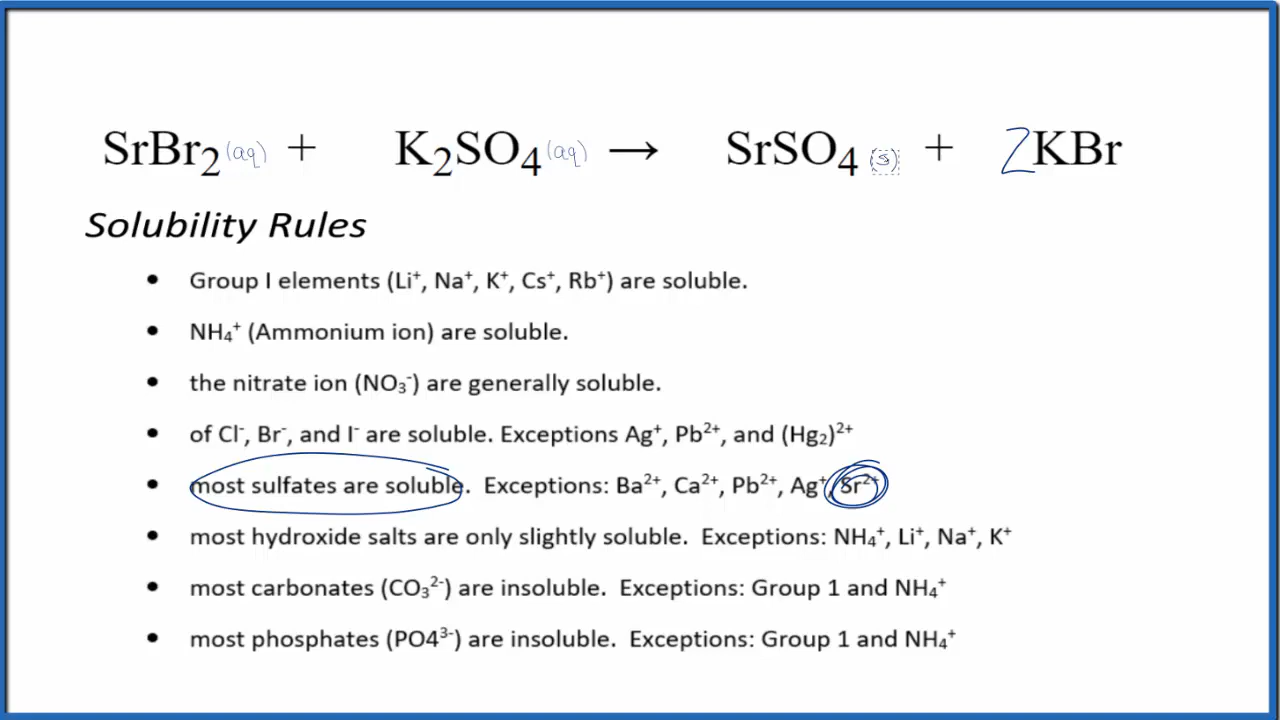 SrBr₂ (aq) + K₂SO₄ (aq) → SrSO₄ (s) + 2KBr
Solubility Rules
• Group I elements (Li⁺, Na⁺, K⁺, Cs⁺, Rb⁺) are soluble.
• NH₄⁺ (Ammonium ion) are soluble.
• the nitrate ion (NO₃⁻) are generally soluble.
• of Cl⁻, Br⁻, and I⁻ are soluble. Exceptions Ag⁺, Pb²⁺, and (Hg₂)²⁺
• most sulfates are soluble. Exceptions: Ba²⁺, Ca²⁺, Pb²⁺, Ag⁺, Sr²⁺
• most hydroxide salts are only slightly soluble. Exceptions: NH₄⁺, Li⁺, Na⁺, K⁺
• most carbonates (CO₃²⁻) are insoluble. Exceptions: Group 1 and NH₄⁺
• most phosphates (PO4³⁻) are insoluble. Exceptions: Group 1 and NH₄⁺